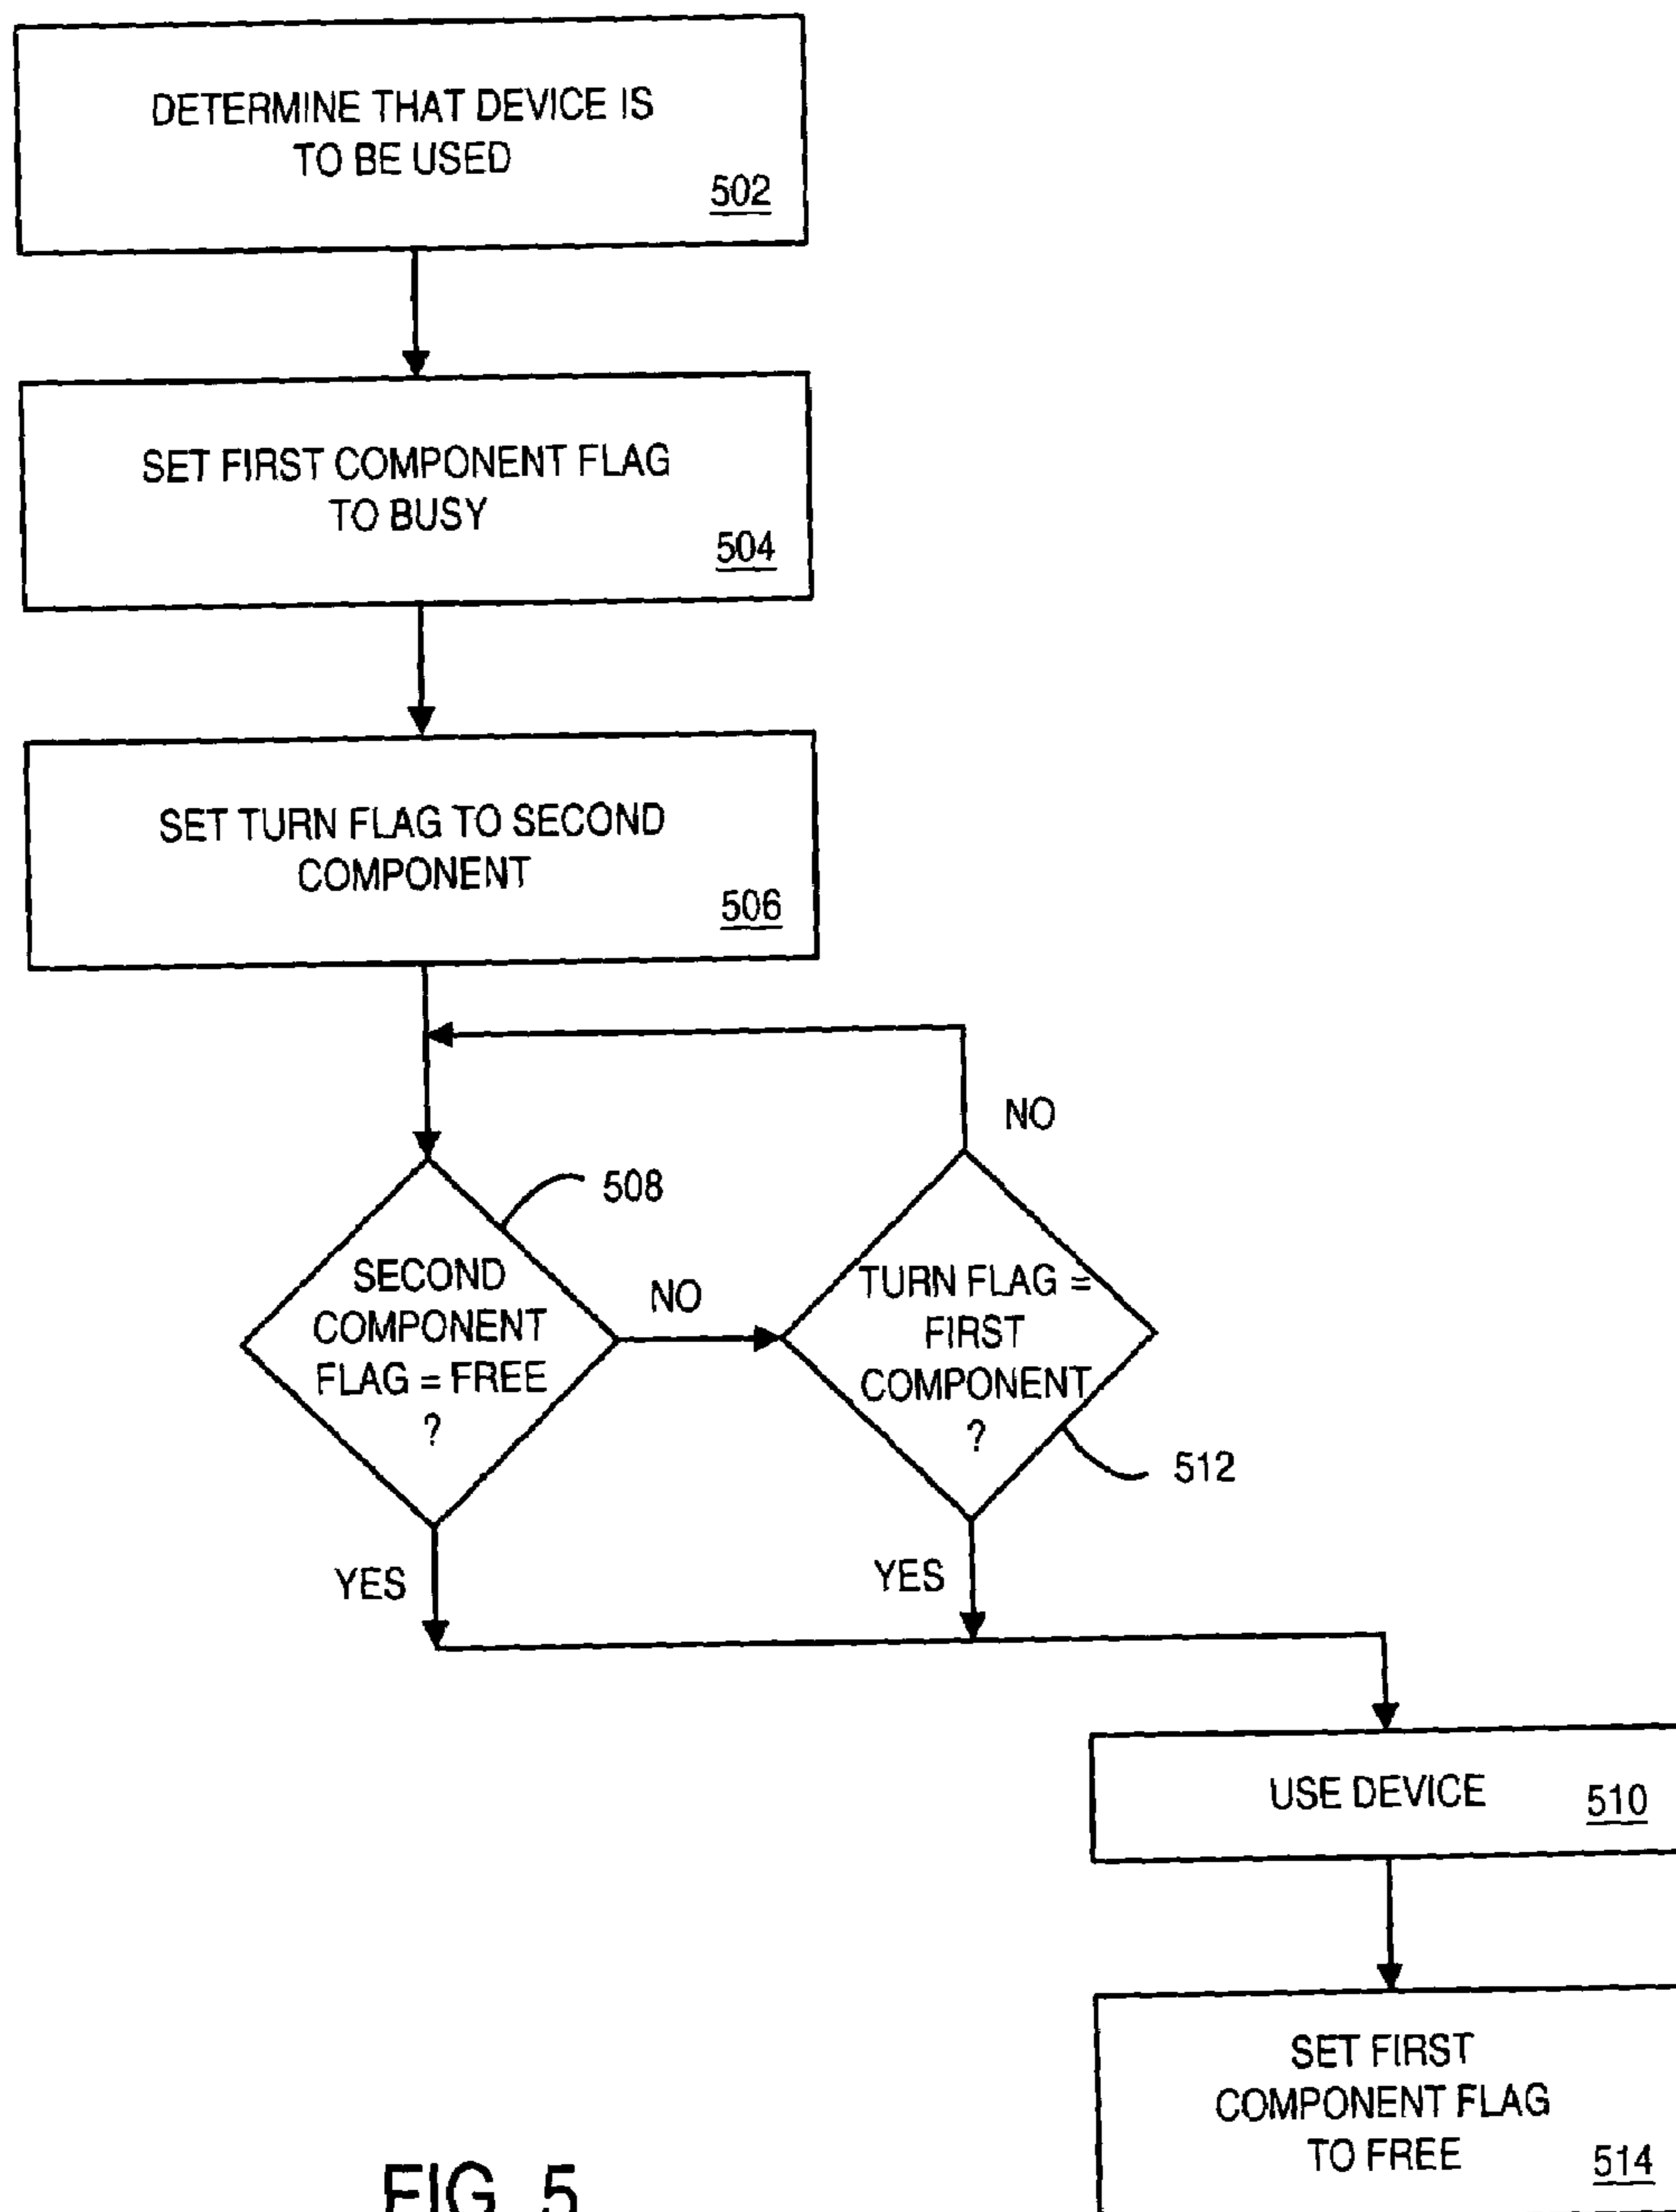 DETERMINE THAT DEVICE IS
TO BE USED
502
SET FIRST COMPONENT FLAG
TO BUSY
504
SET TURN FLAG TO SECOND
COMPONENT
506
NO
508
SECOND
COMPONENT
FLAG = FREE
?
NO
TURN FLAG =
FIRST
COMPONENT
?
512
YES
YES
USE DEVICE
510
SET FIRST
COMPONENT FLAG
TO FREE
514
FIG. 5